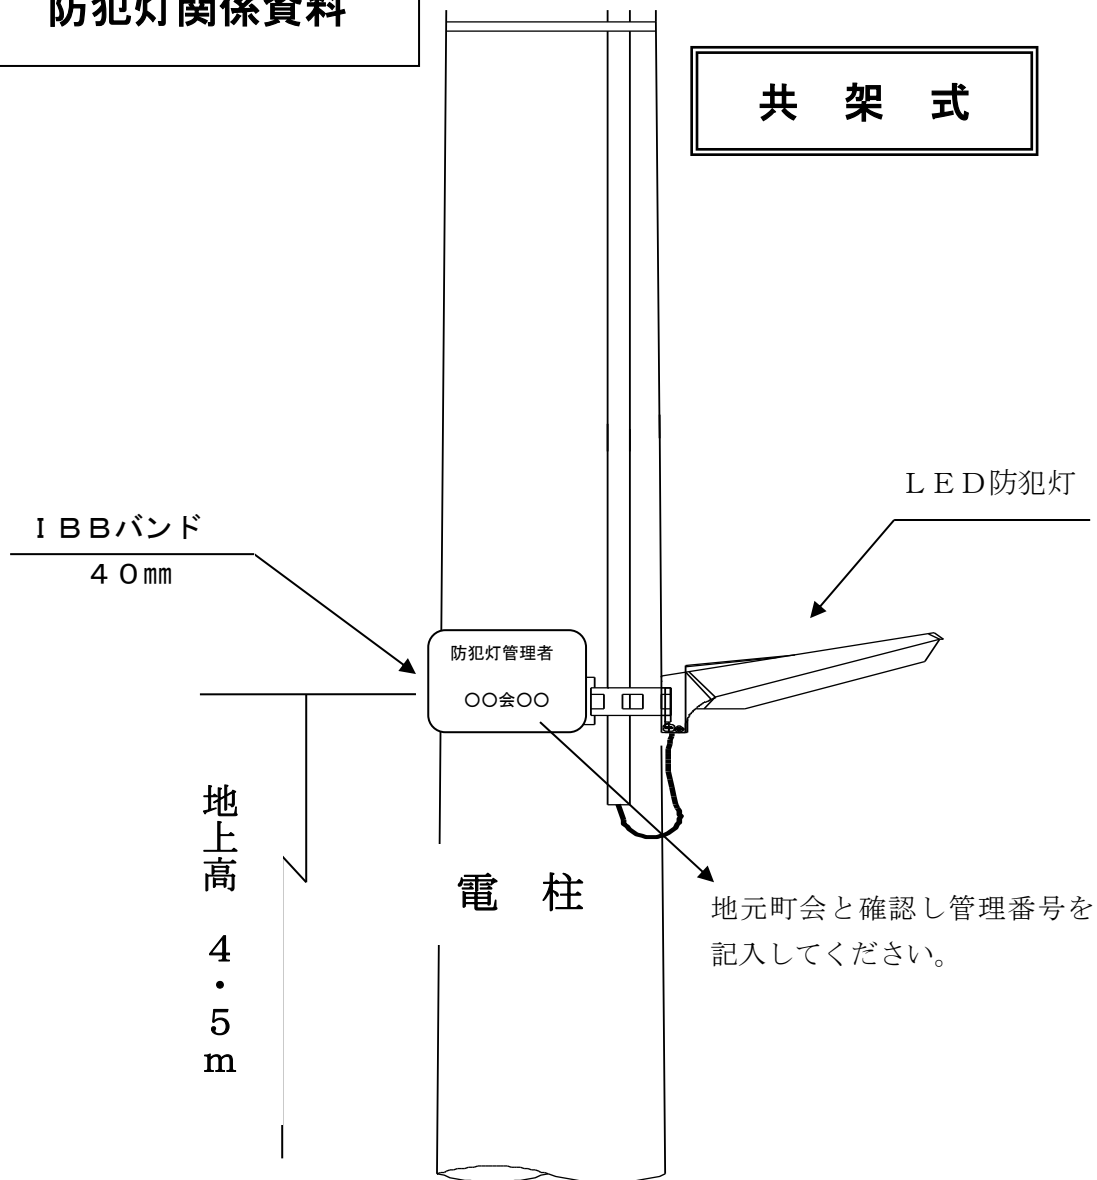 防犯灯関係資料
共　架　式
ＬＥＤ防犯灯
ＩＢＢバンド
４０㎜
防犯灯管理者
○○会○○
地上高　４・５ｍ
電　柱
地元町会と確認し管理番号を
記入してください。